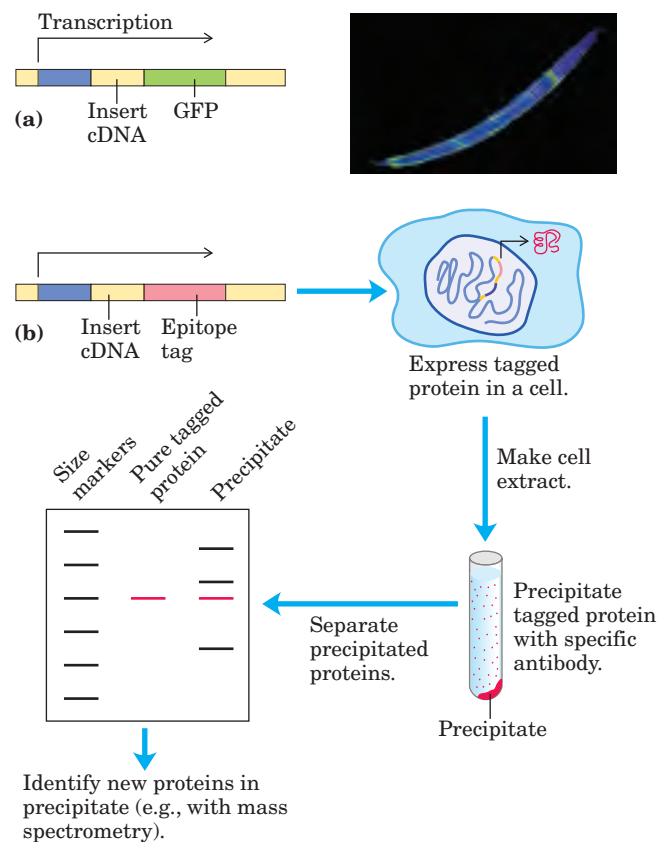 Transcription
Insert
cDNA
GFP
(a)
(b)
Insert
cDNA
Epitope
tag
Express tagged
protein in a cell.
Make cell
extract.
Precipitate
tagged protein
with specific
antibody.
Precipitate
Separate
precipitated
proteins.
Size
markers
Pure tagged
protein
Precipitate
Identify new proteins in
precipitate (e.g., with mass
spectrometry).